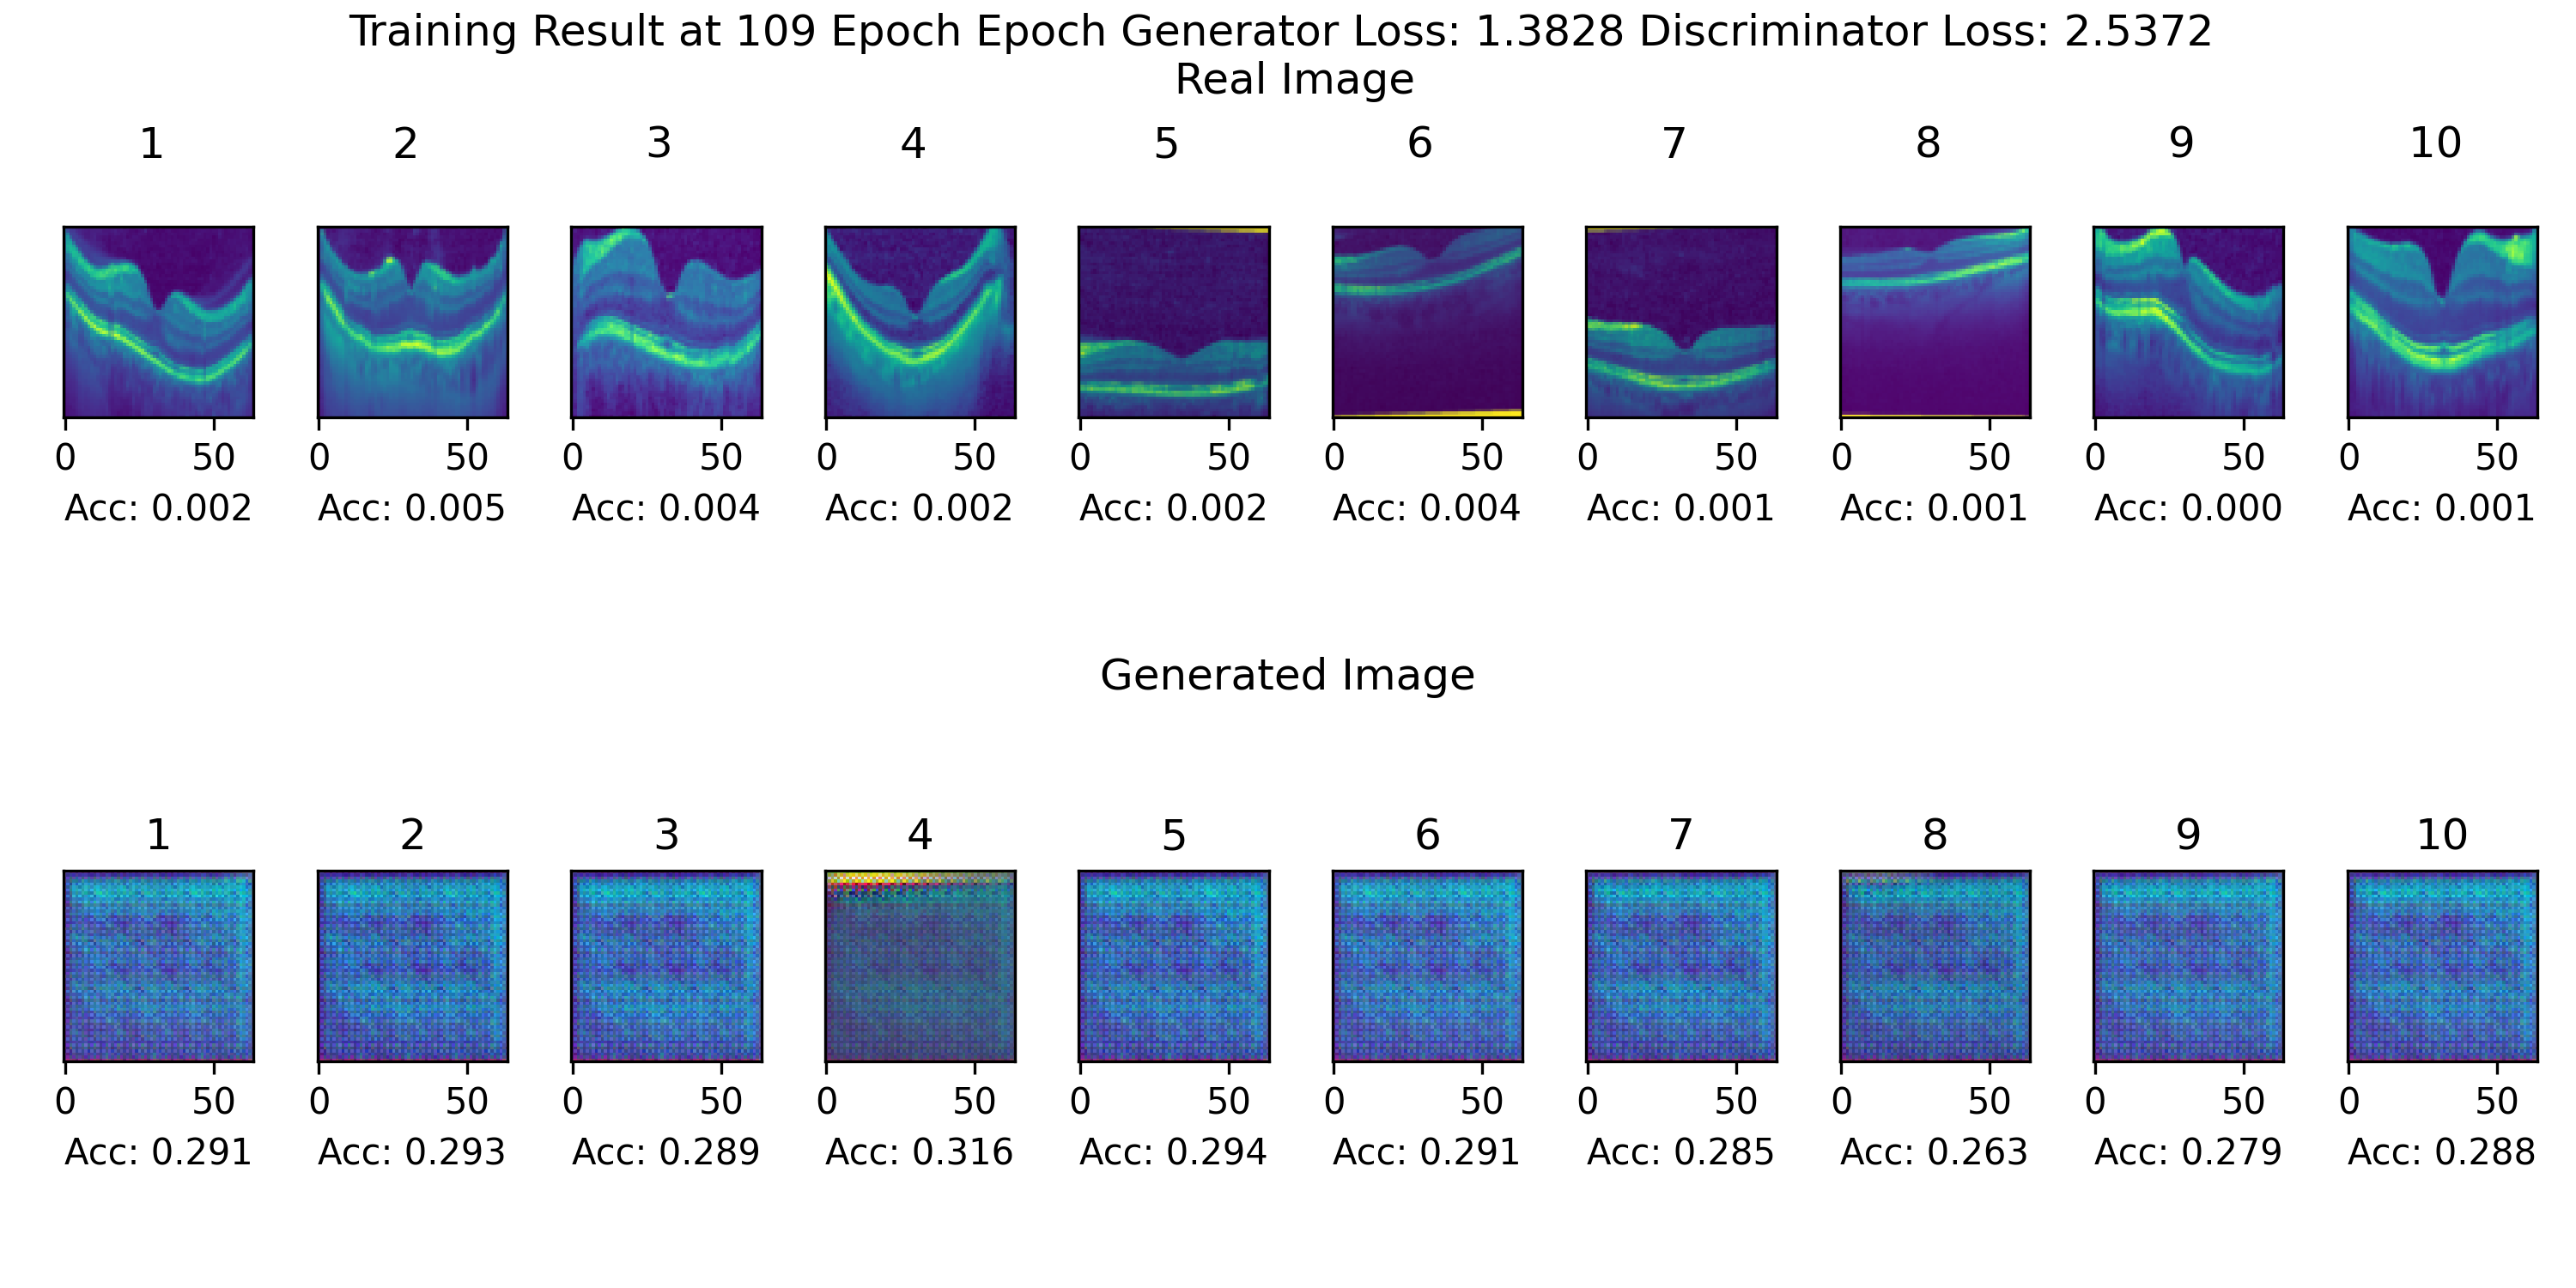 Training Result at 109 Epoch Epoch Generator Loss: 1.3828 Discriminator Loss: 2.5372
Real Image
1 2 3 4 5 6 7 8 9 10
0 50 0 50 0 50 0 50 0 50 0 50 0 50 0 50 0 50 0 50
Acc: 0.002 Acc: 0.005 Acc: 0.004 Acc: 0.002 Acc: 0.002 Acc: 0.004 Acc: 0.001 Acc: 0.001 Acc: 0.000 Acc: 0.001
Generated Image
1 2 3 4 5 6 7 8 9 10
0 50 0 50 0 50 0 50 0 50 0 50 0 50 0 50 0 50 0 50
Acc: 0.291 Acc: 0.293 Acc: 0.289 Acc: 0.316 Acc: 0.294 Acc: 0.291 Acc: 0.285 Acc: 0.263 Acc: 0.279 Acc: 0.288